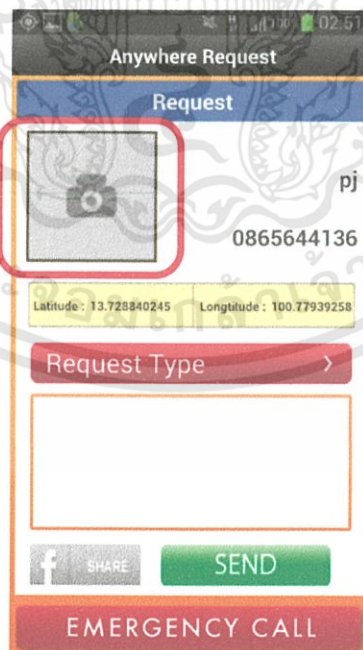 02:51
Anywhere Request
Request
pj
0865644136
Latitude : 13.728840245 Longtitude : 100.77939258
Request Type >
f SHARE SEND
EMERGENCY CALL